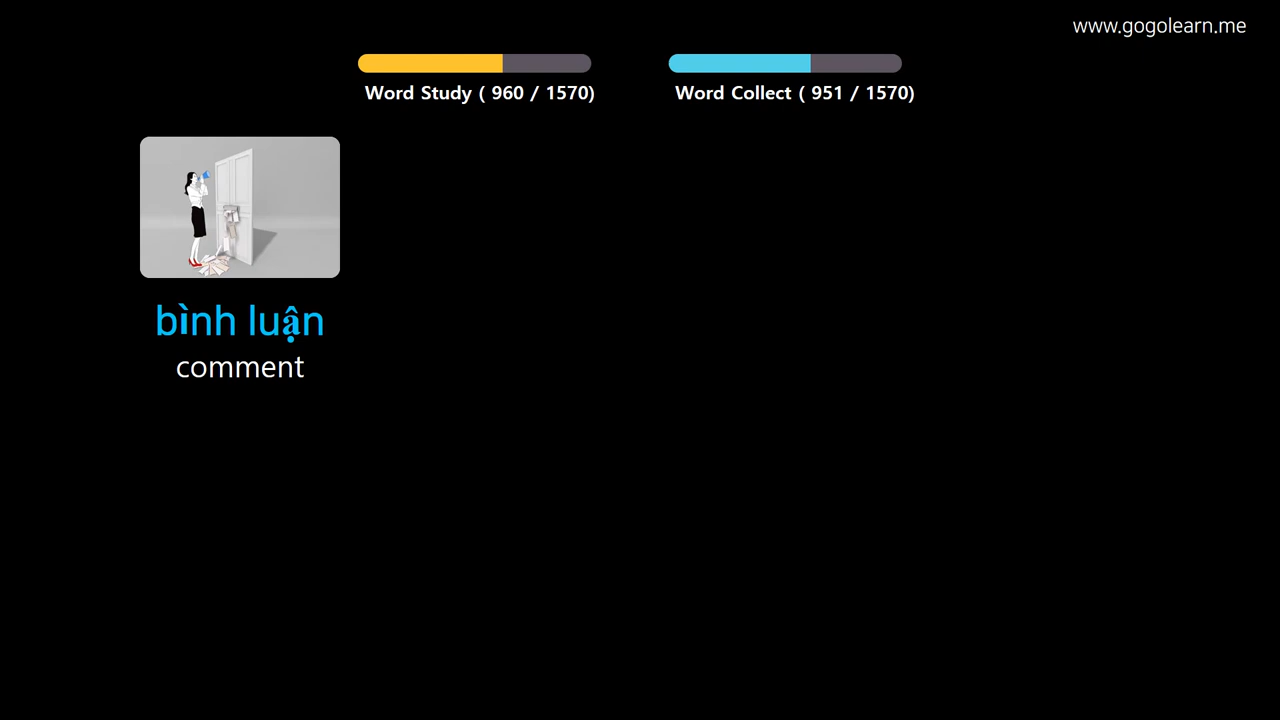 www.gogolearn.me
Word Study ( 960 / 1570)
Word Collect ( 951 / 1570)
bình luận
comment